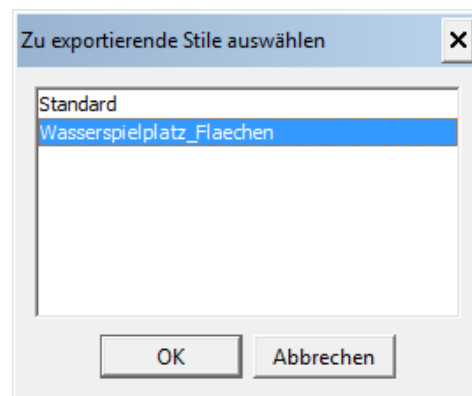 Zu exportierende Stile auswählen
Standard
Wasserspielplatz_Flaechen
OK Abbrechen